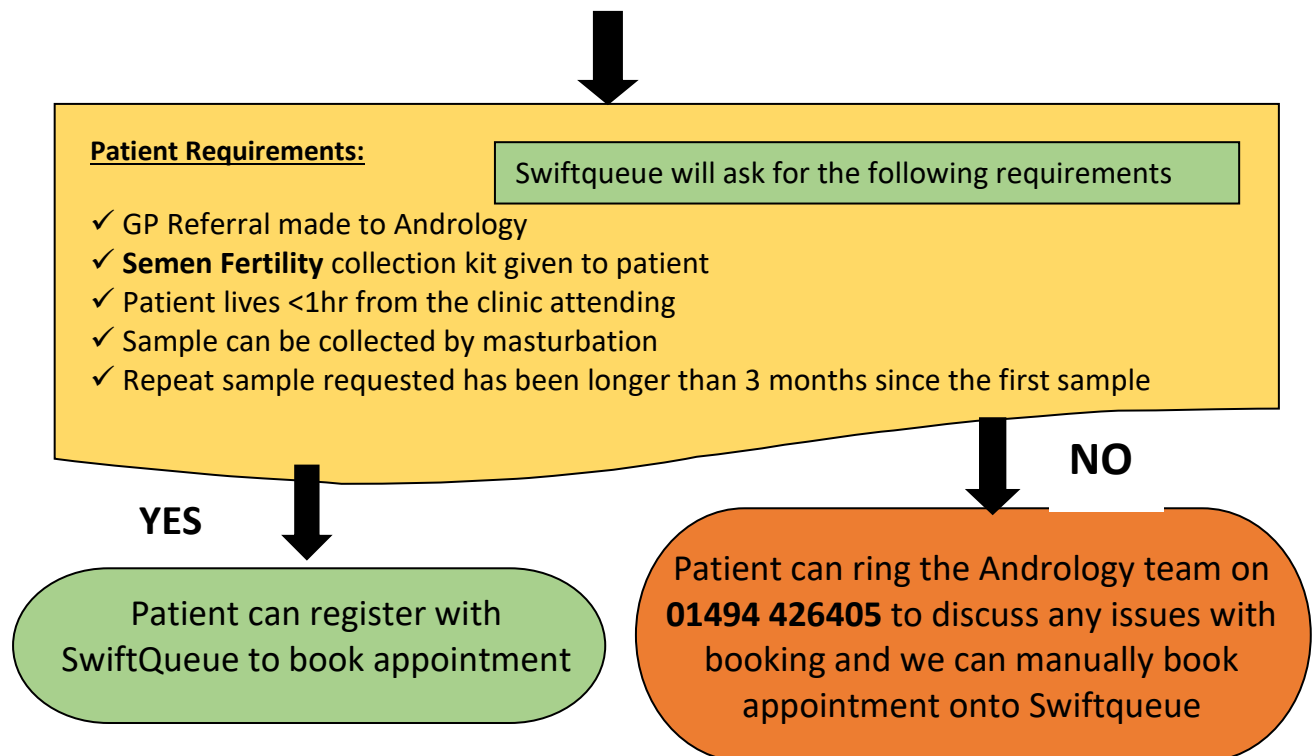 Patient Requirements:
Swiftqueue will ask for the following requirements
✓ GP Referral made to Andrology
✓ Semen Fertility collection kit given to patient
✓ Patient lives <1hr from the clinic attending
✓ Sample can be collected by masturbation
✓ Repeat sample requested has been longer than 3 months since the first sample
YES
NO
Patient can register with
SwiftQueue to book appointment
Patient can ring the Andrology team on
01494 426405 to discuss any issues with
booking and we can manually book
appointment onto Swiftqueue